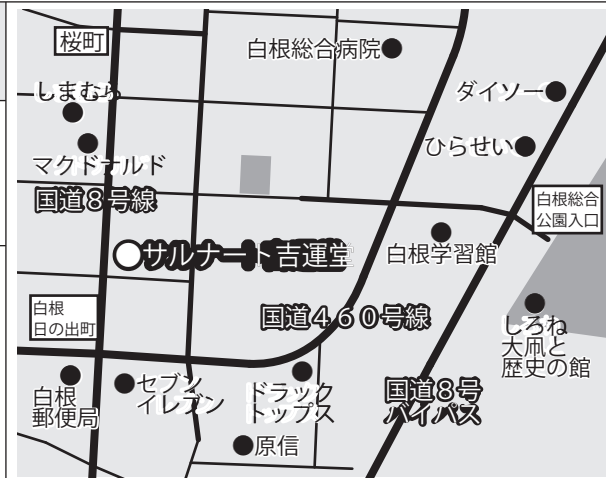 桜町
白根総合病院
しまむら
ダイソー
マクドナルド
ひらせい
国道８号線
白根総合
公園入口
サルナート吉運堂
白根学習館
白根
日の出町
国道４６０号線
しろね
大凧と
歴史の館
白根
郵便局
セブン
イレブン
ドラック
トップス
国道８号
バイパス
原信